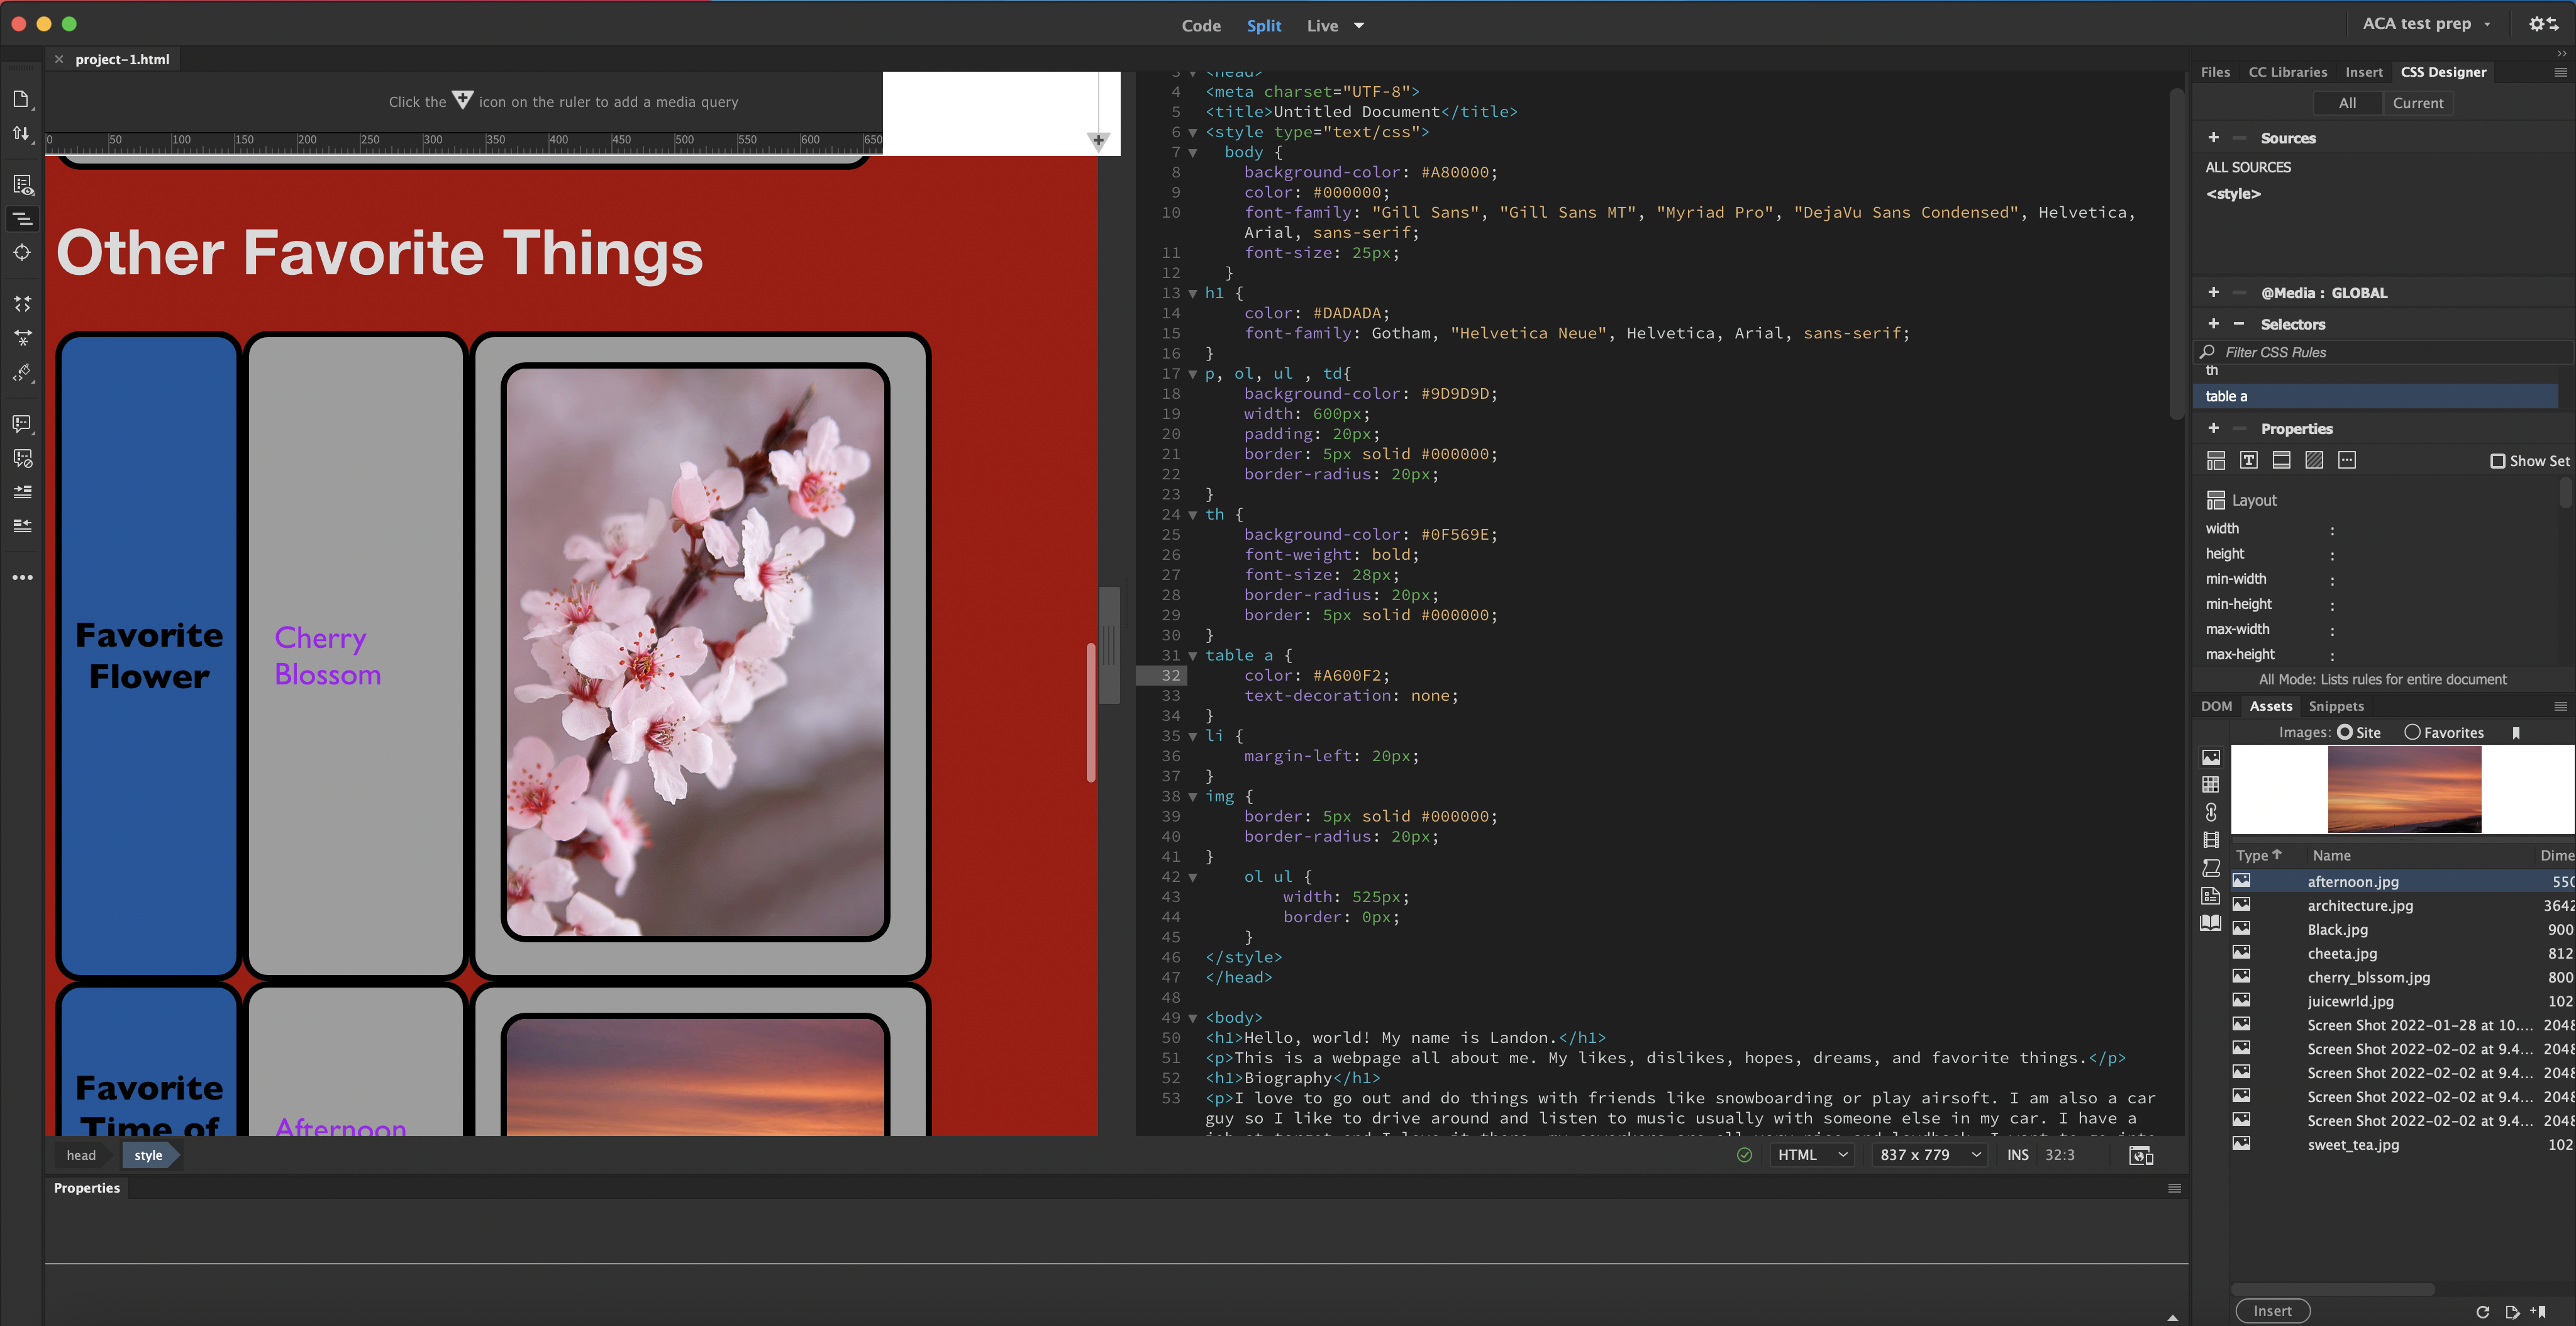 Code Split Live
ACA test prep
project-1.html
Click the icon on the ruler to add a media query
0 50 100 150 200 250 300 350 400 450 500 550 600 650
Other Favorite Things
Favorite
Flower
Cherry
Blossom
Favorite
Time of
Afternoon
3 <head>
4 <meta charset="UTF-8">
5 <title>Untitled Document</title>
6 <style type="text/css">
7 body {
8 background-color: #A80000;
9 color: #000000;
10 font-family: "Gill Sans", "Gill Sans MT", "Myriad Pro", "DejaVu Sans Condensed", Helvetica,
Arial, sans-serif;
11 font-size: 25px;
12 }
13 h1 {
14 color: #DADADA;
15 font-family: Gotham, "Helvetica Neue", Helvetica, Arial, sans-serif;
16 }
17 p, ol, ul , td{
18 background-color: #9D9D9D;
19 width: 600px;
20 padding: 20px;
21 border: 5px solid #000000;
22 border-radius: 20px;
23 }
24 th {
25 background-color: #0F569E;
26 font-weight: bold;
27 font-size: 28px;
28 border-radius: 20px;
29 border: 5px solid #000000;
30 }
31 table a {
32 color: #A600F2;
33 text-decoration: none;
34 }
35 li {
36 margin-left: 20px;
37 }
38 img {
39 border: 5px solid #000000;
40 border-radius: 20px;
41 }
42 ol ul {
43 width: 525px;
44 border: 0px;
45 }
46 </style>
47 </head>
48
49 <body>
50 <h1>Hello, world! My name is Landon.</h1>
51 <p>This is a webpage all about me. My likes, dislikes, hopes, dreams, and favorite things.</p>
52 <h1>Biography</h1>
53 <p>I love to go out and do things with friends like snowboarding or play airsoft. I am also a car
guy so I like to drive around and listen to music usually with someone else in my car. I have a
head style
HTML 837 x 779 INS 32:3
Properties
Files CC Libraries Insert CSS Designer
All Current
+ Sources
ALL SOURCES
<style>
+ @Media : GLOBAL
+ − Selectors
Filter CSS Rules
th
table a
+ Properties
Show Set
Layout
width :
height :
min-width :
min-height :
max-width :
max-height :
All Mode: Lists rules for entire document
DOM Assets Snippets
Images: Site Favorites
Type Name Dime
afternoon.jpg 550
architecture.jpg 3642
Black.jpg 900
cheeta.jpg 812
cherry_blssom.jpg 800
juicewrld.jpg 102
Screen Shot 2022-01-28 at 10.... 2048
Screen Shot 2022-02-02 at 9.4... 2048
Screen Shot 2022-02-02 at 9.4... 2048
Screen Shot 2022-02-02 at 9.4... 2048
Screen Shot 2022-02-02 at 9.4... 2048
sweet_tea.jpg 102
Insert